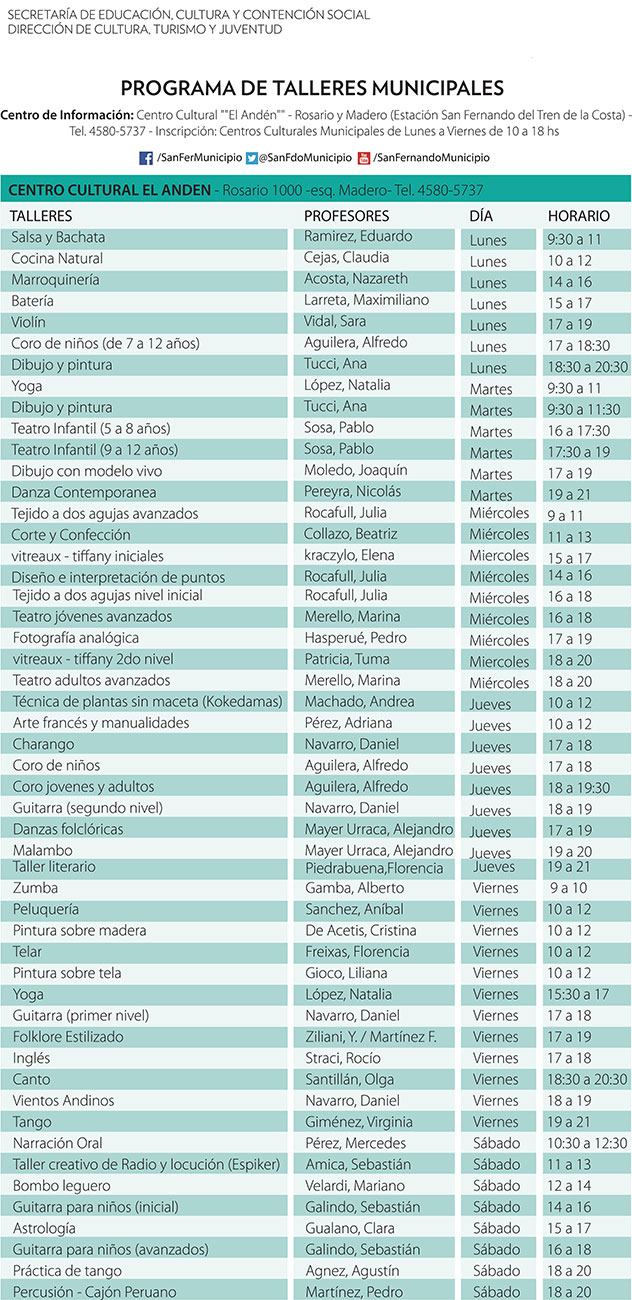 SECRETARÍA DE EDUCACIÓN, CULTURA Y CONTENCIÓN SOCIAL
DIRECCIÓN DE CULTURA, TURISMO Y JUVENTUD
PROGRAMA DE TALLERES MUNICIPALES
Centro de Información: Centro Cultural ""El Andén"" - Rosario y Madero (Estación San Fernando del Tren de la Costa) -
Tel. 4580-5737 - Inscripción: Centros Culturales Municipales de Lunes a Viernes de 10 a 18 hs
/SanFerMunicipio @SanFdoMunicipio /SanFernandoMunicipio
CENTRO CULTURAL EL ANDEN - Rosario 1000 -esq. Madero- Tel. 4580-5737
TALLERES PROFESORES DÍA HORARIO
Salsa y Bachata Ramirez, Eduardo Lunes 9:30 a 11
Cocina Natural Cejas, Claudia Lunes 10 a 12
Marroquinería Acosta, Nazareth Lunes 14 a 16
Batería Larreta, Maximiliano Lunes 15 a 17
Violín Vidal, Sara Lunes 17 a 19
Coro de niños (de 7 a 12 años) Aguilera, Alfredo Lunes 17 a 18:30
Dibujo y pintura Tucci, Ana Lunes 18:30 a 20:30
Yoga López, Natalia Martes 9:30 a 11
Dibujo y pintura Tucci, Ana Martes 9:30 a 11:30
Teatro Infantil (5 a 8 años) Sosa, Pablo Martes 16 a 17:30
Teatro Infantil (9 a 12 años) Sosa, Pablo Martes 17:30 a 19
Dibujo con modelo vivo Moledo, Joaquín Martes 17 a 19
Danza Contemporanea Pereyra, Nicolás Martes 19 a 21
Tejido a dos agujas avanzados Rocafull, Julia Miércoles 9 a 11
Corte y Confección Collazo, Beatriz Miércoles 11 a 13
vitreaux - tiffany iniciales kraczylo, Elena Miércoles 15 a 17
Diseño e interpretación de puntos Rocafull, Julia Miércoles 14 a 16
Tejido a dos agujas nivel inicial Rocafull, Julia Miércoles 16 a 18
Teatro jóvenes avanzados Merello, Marina Miércoles 16 a 18
Fotografía analógica Hasperué, Pedro Miércoles 17 a 19
vitreaux - tiffany 2do nivel Patricia, Tuma Miercoles 18 a 20
Teatro adultos avanzados Merello, Marina Miércoles 18 a 20
Técnica de plantas sin maceta (Kokedamas) Machado, Andrea Jueves 10 a 12
Arte francés y manualidades Pérez, Adriana Jueves 10 a 12
Charango Navarro, Daniel Jueves 17 a 18
Coro de niños Aguilera, Alfredo Jueves 17 a 18
Coro jovenes y adultos Aguilera, Alfredo Jueves 18 a 19:30
Guitarra (segundo nivel) Navarro, Daniel Jueves 18 a 19
Danzas folclóricas Mayer Urraca, Alejandro Jueves 17 a 19
Malambo Mayer Urraca, Alejandro Jueves 19 a 20
Taller literario Piedrabuena,Florencia Jueves 19 a 21
Zumba Gamba, Alberto Viernes 9 a 10
Peluquería Sanchez, Aníbal Viernes 10 a 12
Pintura sobre madera De Acetis, Cristina Viernes 10 a 12
Telar Freixas, Florencia Viernes 10 a 12
Pintura sobre tela Gioco, Liliana Viernes 10 a 12
Yoga López, Natalia Viernes 15:30 a 17
Guitarra (primer nivel) Navarro, Daniel Viernes 17 a 18
Folklore Estilizado Ziliani, Y. / Martínez F. Viernes 17 a 19
Inglés Straci, Rocío Viernes 17 a 18
Canto Santillán, Olga Viernes 18:30 a 20:30
Vientos Andinos Navarro, Daniel Viernes 18 a 19
Tango Giménez, Virginia Viernes 19 a 21
Narración Oral Pérez, Mercedes Sábado 10:30 a 12:30
Taller creativo de Radio y locución (Espiker) Amica, Sebastián Sábado 11 a 13
Bombo leguero Velardi, Mariano Sábado 12 a 14
Guitarra para niños (inicial) Galindo, Sebastián Sábado 14 a 16
Astrología Gualano, Clara Sábado 15 a 17
Guitarra para niños (avanzados) Galindo, Sebastián Sábado 16 a 18
Práctica de tango Agnez, Agustín Sábado 18 a 20
Percusión - Cajón Peruano Martínez, Pedro Sábado 18 a 20